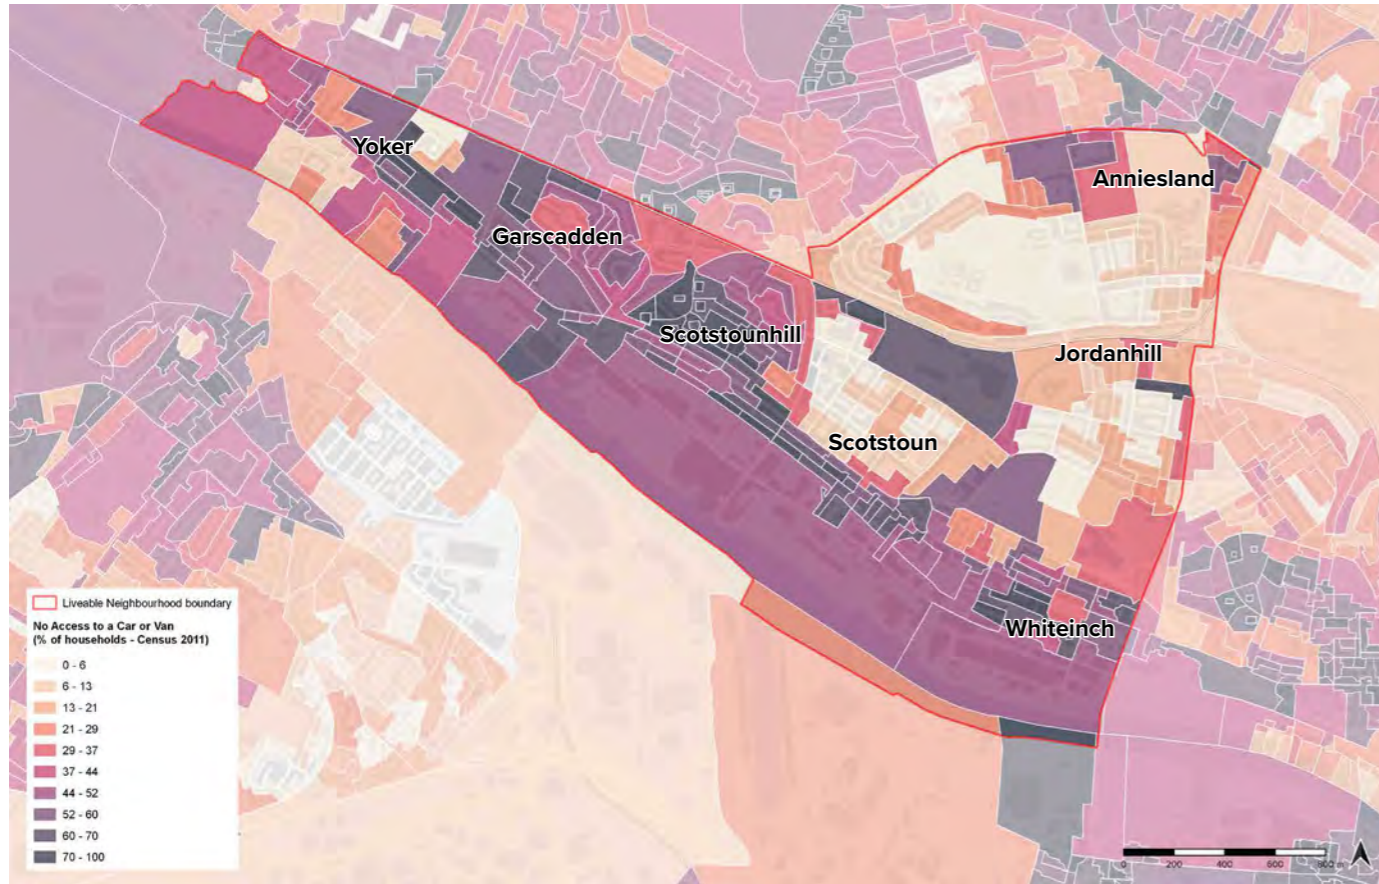 Yoker
Anniesland
Garscadden
Scotstounhill
Jordanhill
Scotstoun
Whiteinch
Liveable Neighbourhood boundary
No Access to a Car or Van
(% of households - Census 2011)
0 - 6
6 - 13
13 - 21
21 - 29
29 - 37
37 - 44
44 - 52
52 - 60
60 - 70
70 - 100
0 200 400 600 800 m